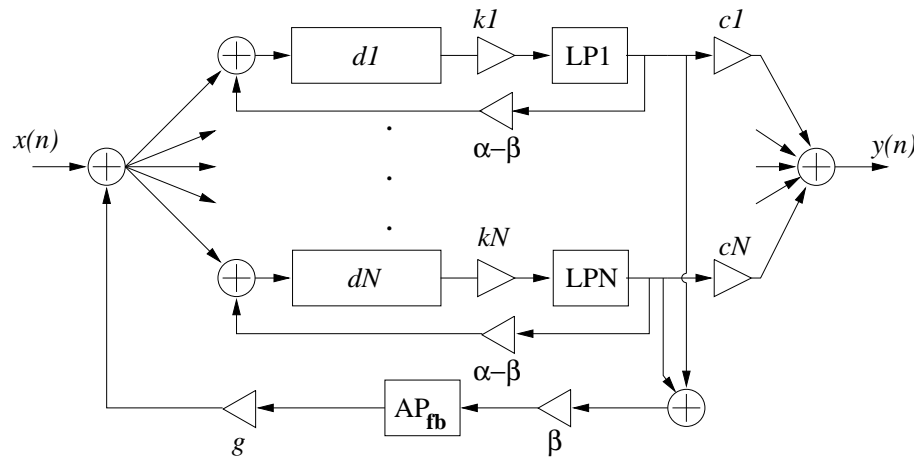 k1
c1
d1
LP1
α−β
x(n)
y(n)
kN
cN
dN
LPN
α−β
APfb
g
β